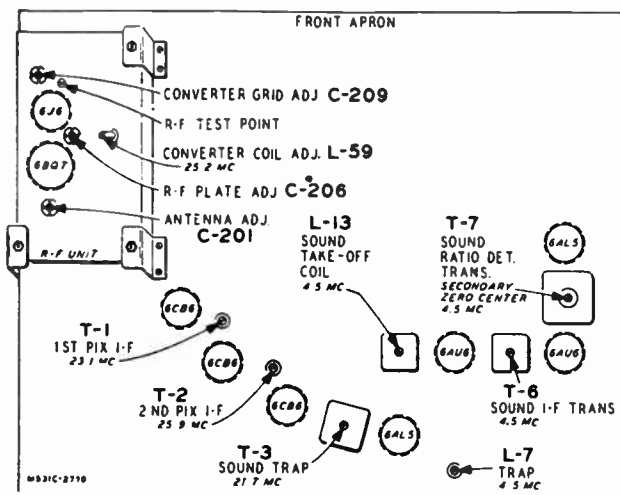 FRONT APRON
CONVERTER GRID ADJ C-209
6J6
R-F TEST POINT
CONVERTER COIL ADJ. L-59
25.2 MC
6BQ7
R-F PLATE ADJ C-206
ANTENNA ADJ.
C-201
R-F UNIT
L-13
SOUND
TAKE-OFF
COIL
4.5 MC
T-7
SOUND
RATIO DET.
TRANS.
SECONDARY
ZERO CENTER
4.5 MC
6AL5
6CB6
T-1
1ST PIX I-F
23.1 MC
6CB6
6AU6
6AU6
T-2
2ND PIX I-F
25.9 MC
6CB6
T-6
SOUND I-F TRANS
4.5 MC
T-3
SOUND TRAP
21.7 MC
6AL5
L-7
TRAP
4.5 MC
MS31C-2770